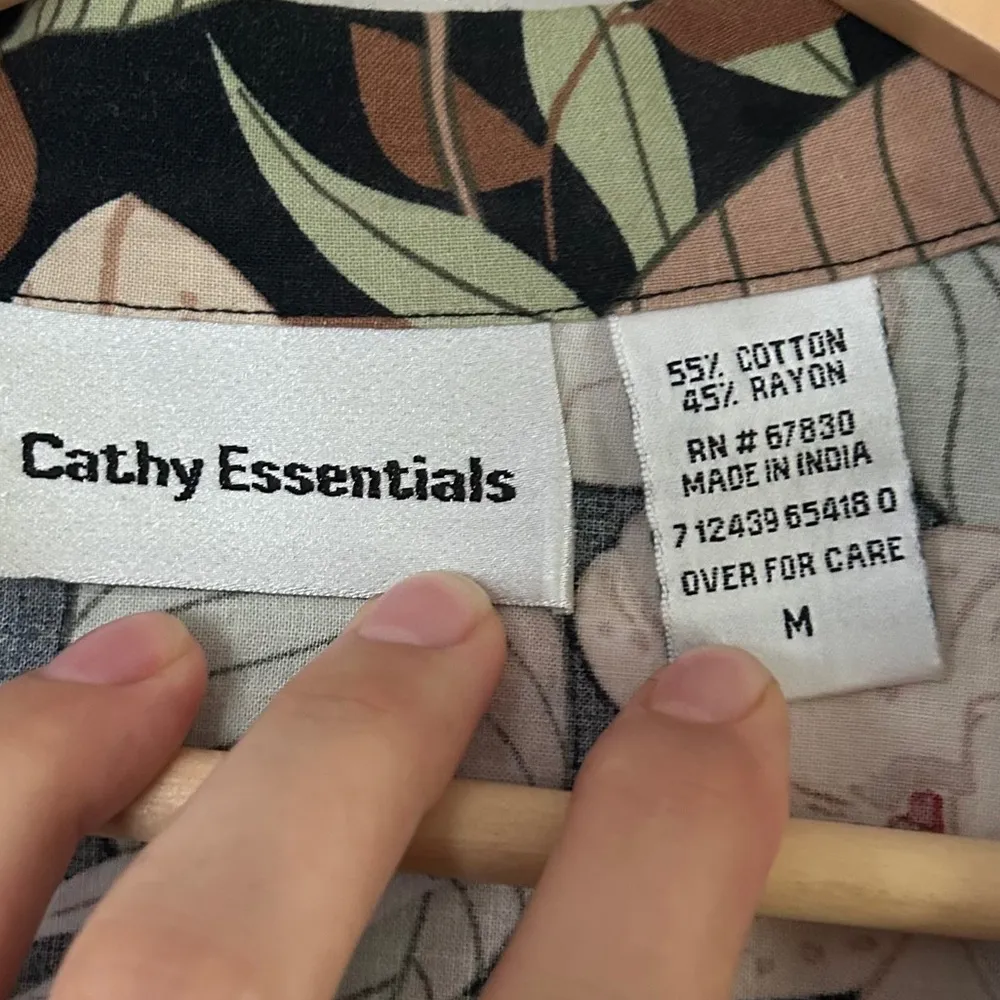 Cathy Essentials
55% COTTON
45% RAYON
RN # 67830
MADE IN INDIA
7 12439 65418 0
OVER FOR CARE
M